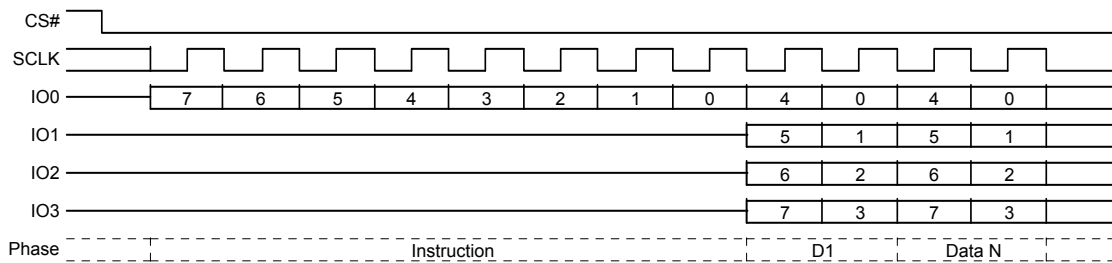 CS#
SCLK
IO0 7 6 5 4 3 2 1 0 4 0 4 0
IO1 5 1 5 1
IO2 6 2 6 2
IO3 7 3 7 3
Phase Instruction D1 Data N